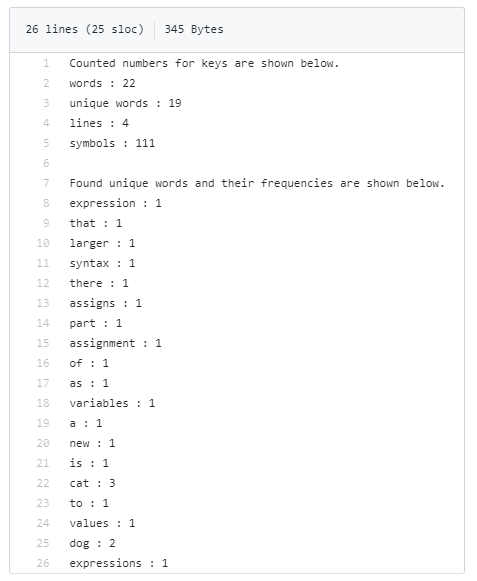 26 lines (25 sloc) 345 Bytes
1 Counted numbers for keys are shown below.
2 words : 22
3 unique words : 19
4 lines : 4
5 symbols : 111
6
7 Found unique words and their frequencies are shown below.
8 expression : 1
9 that : 1
10 larger : 1
11 syntax : 1
12 there : 1
13 assigns : 1
14 part : 1
15 assignment : 1
16 of : 1
17 as : 1
18 variables : 1
19 a : 1
20 new : 1
21 is : 1
22 cat : 3
23 to : 1
24 values : 1
25 dog : 2
26 expressions : 1